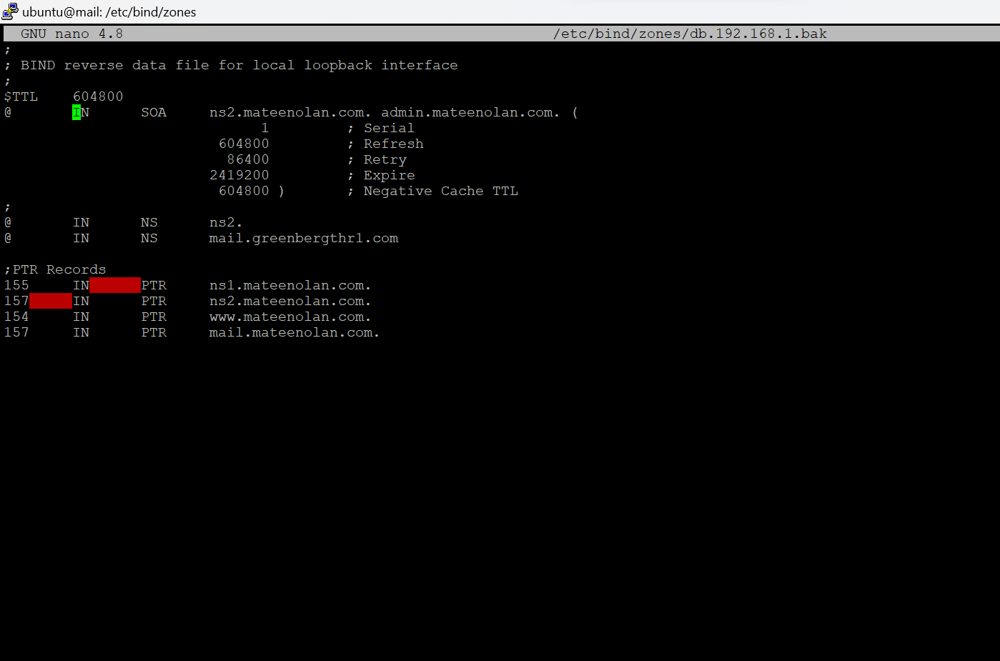 ubuntu@mail: /etc/bind/zones
GNU nano 4.8 /etc/bind/zones/db.192.168.1.bak
;
; BIND reverse data file for local loopback interface
;
$TTL 604800
@ IN SOA ns2.mateenolan.com. admin.mateenolan.com. (
1 ; Serial
604800 ; Refresh
86400 ; Retry
2419200 ; Expire
604800 ) ; Negative Cache TTL
;
@ IN NS ns2.
@ IN NS mail.greenbergthr1.com
;PTR Records
155 IN PTR ns1.mateenolan.com.
157 IN PTR ns2.mateenolan.com.
154 IN PTR www.mateenolan.com.
157 IN PTR mail.mateenolan.com.